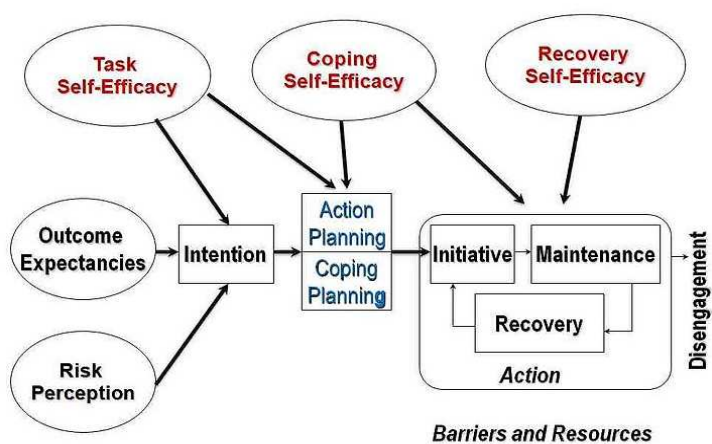 Task
Self-Efficacy
Coping
Self-Efficacy
Recovery
Self-Efficacy
Outcome
Expectancies
Intention
Action
Planning
Coping
Planning
Initiative
Maintenance
Recovery
Action
Disengagement
Risk
Perception
Barriers and Resources